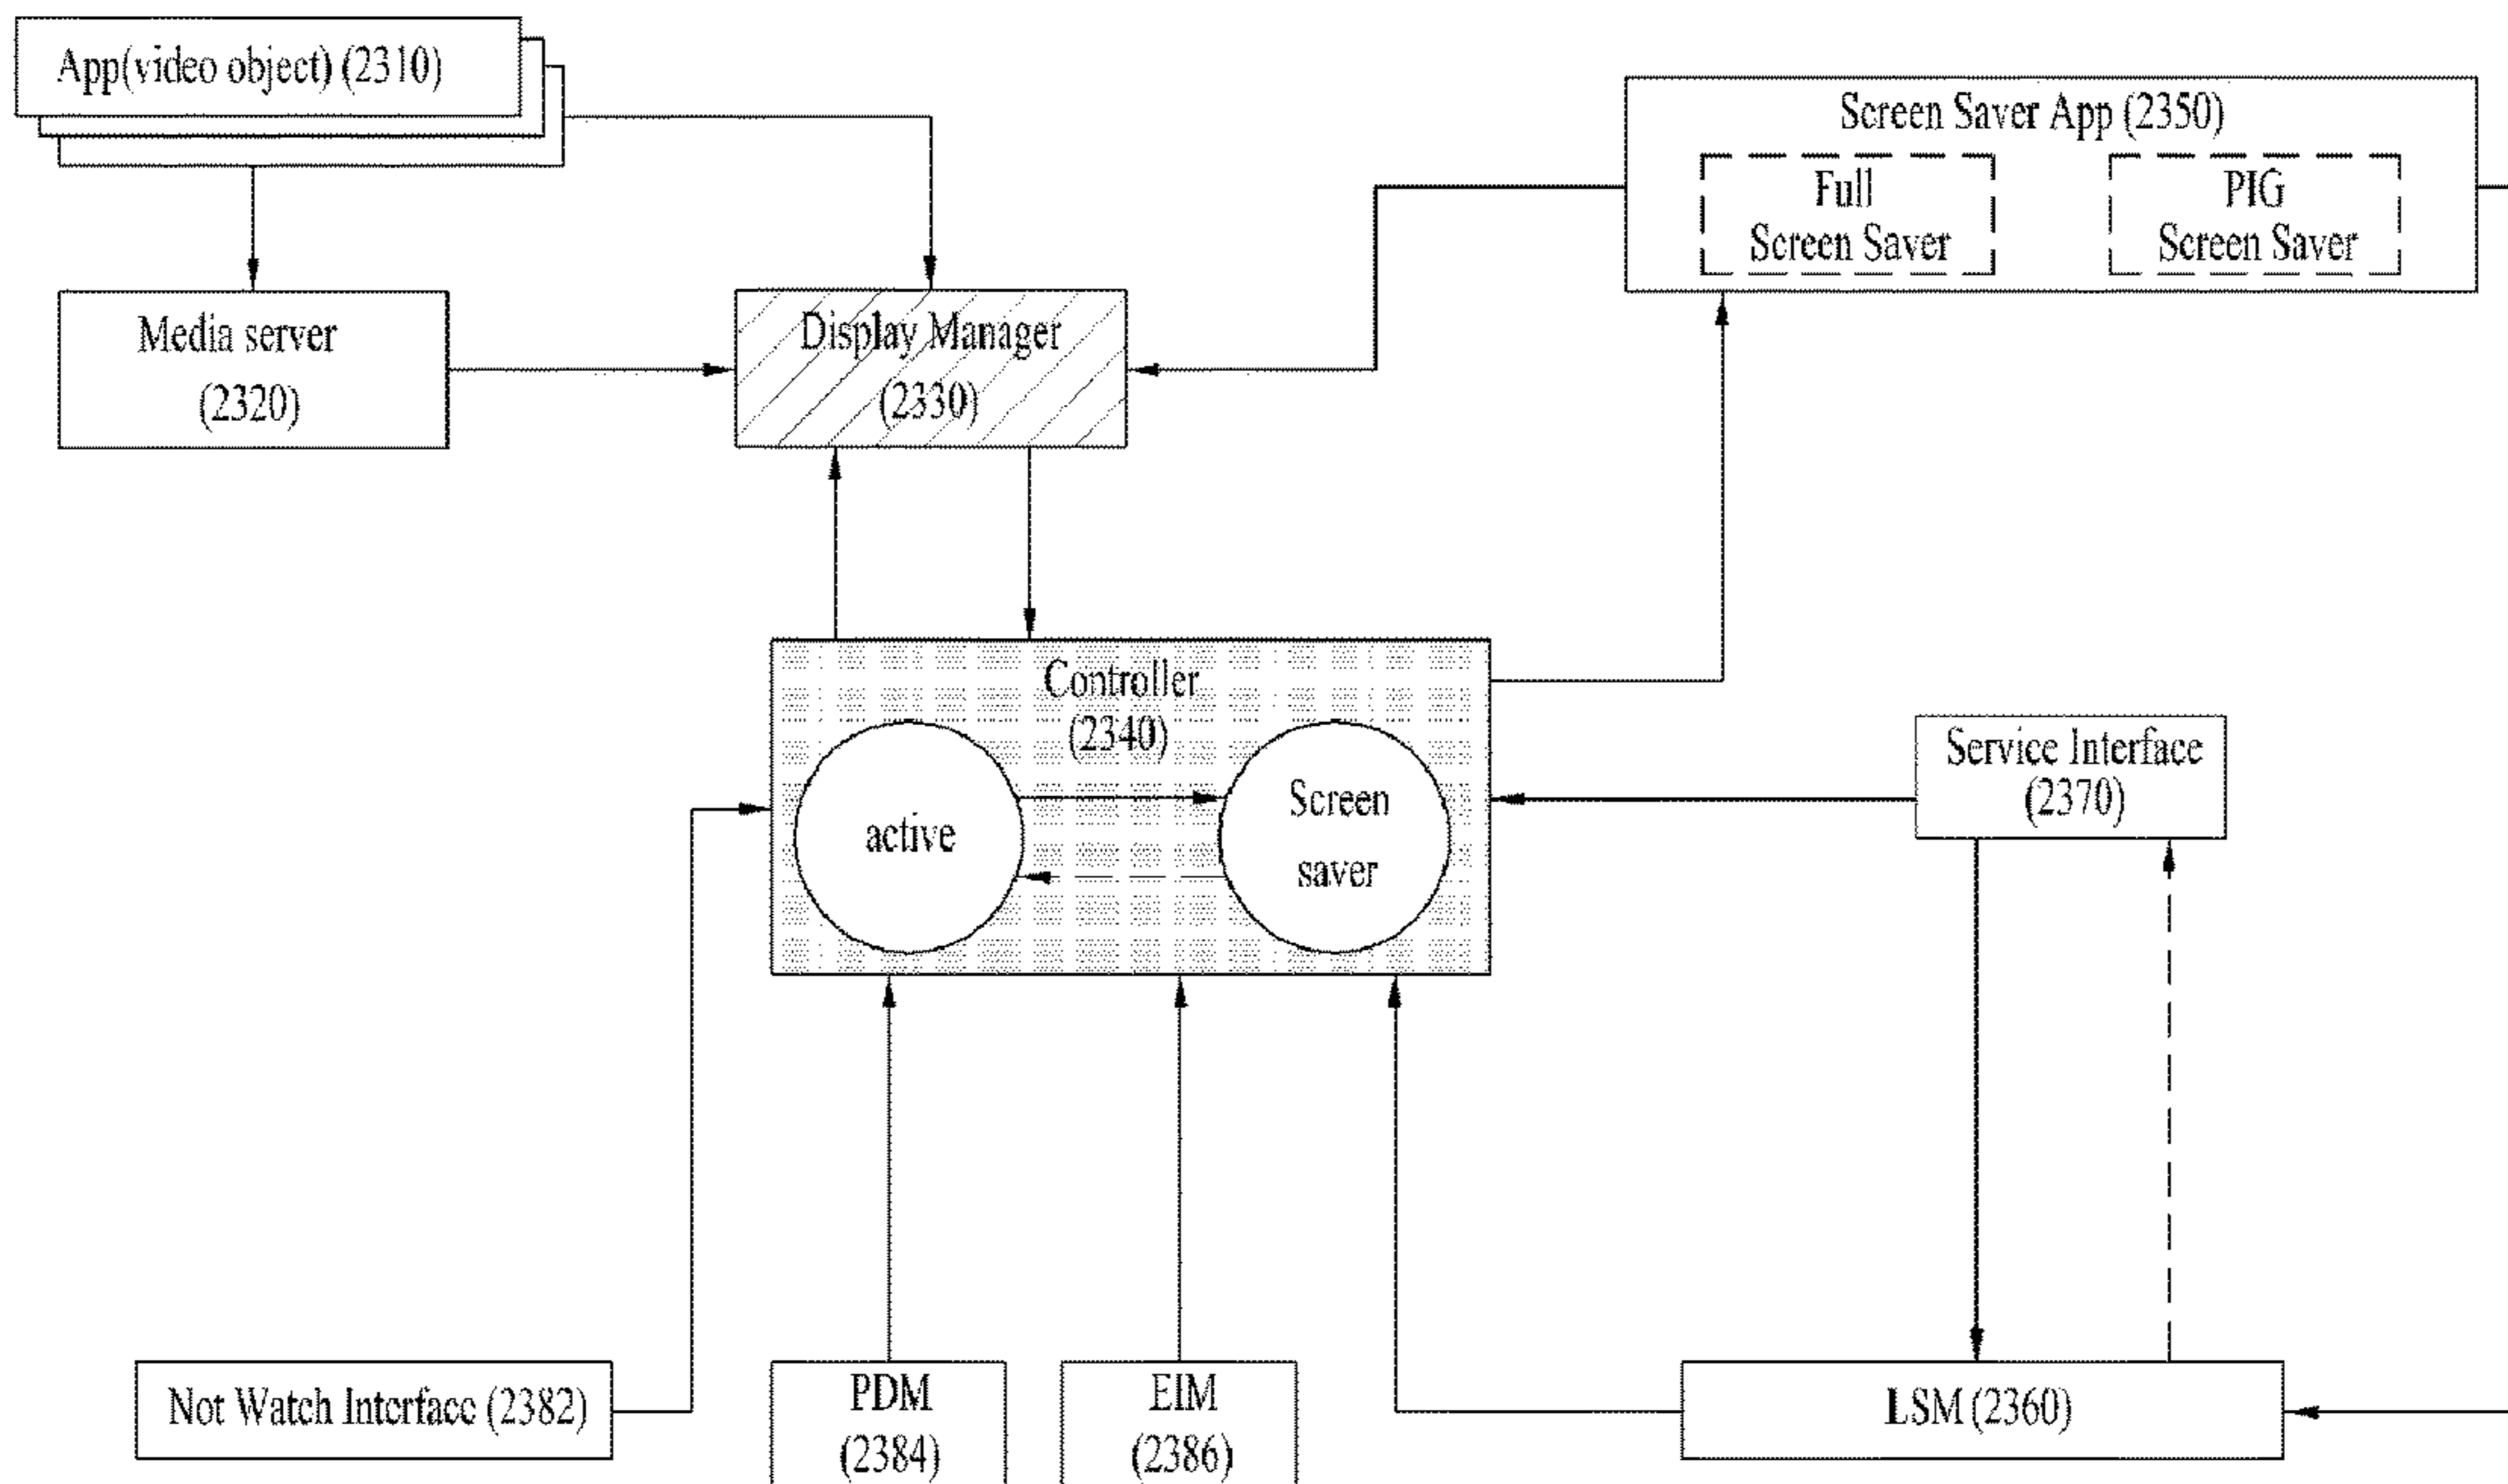 App(video object) (2310)
Screen Saver App (2350)
Full
Screen Saver
PIG
Screen Saver
Media server
(2320)
Display Manager
(2330)
Controller
(2340)
active
Screen
saver
Service Interface
(2370)
Not Watch Interface (2382)
PDM
(2384)
EIM
(2386)
LSM (2360)